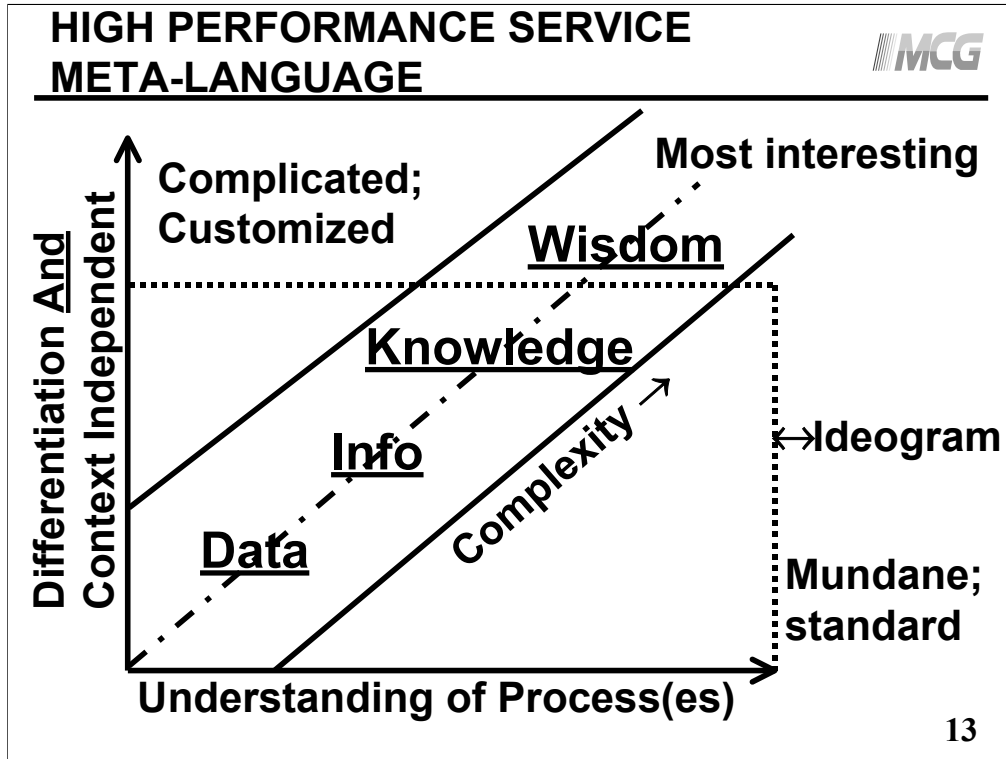 HIGH PERFORMANCE SERVICE
META-LANGUAGE
MCG
Complicated;
Customized
Most interesting
Wisdom
Knowledge
Info
Data
Complexity →
↔Ideogram
Mundane;
standard
Differentiation And
Context Independent
Understanding of Process(es)
13